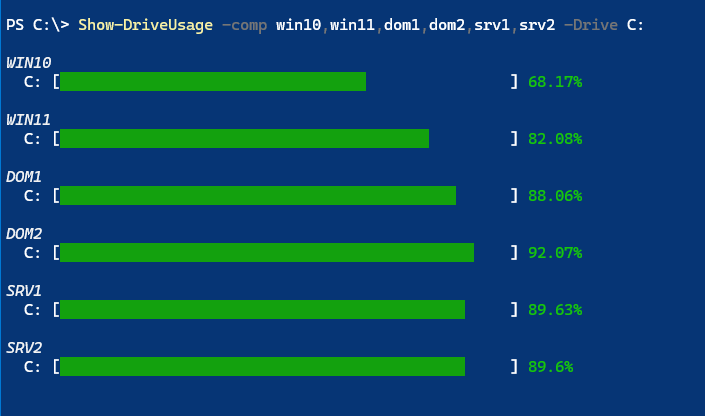 PS C:\> Show-DriveUsage -comp win10,win11,dom1,dom2,srv1,srv2 -Drive C:
WIN10
C: [ ] 68.17%
WIN11
C: [ ] 82.08%
DOM1
C: [ ] 88.06%
DOM2
C: [ ] 92.07%
SRV1
C: [ ] 89.63%
SRV2
C: [ ] 89.6%